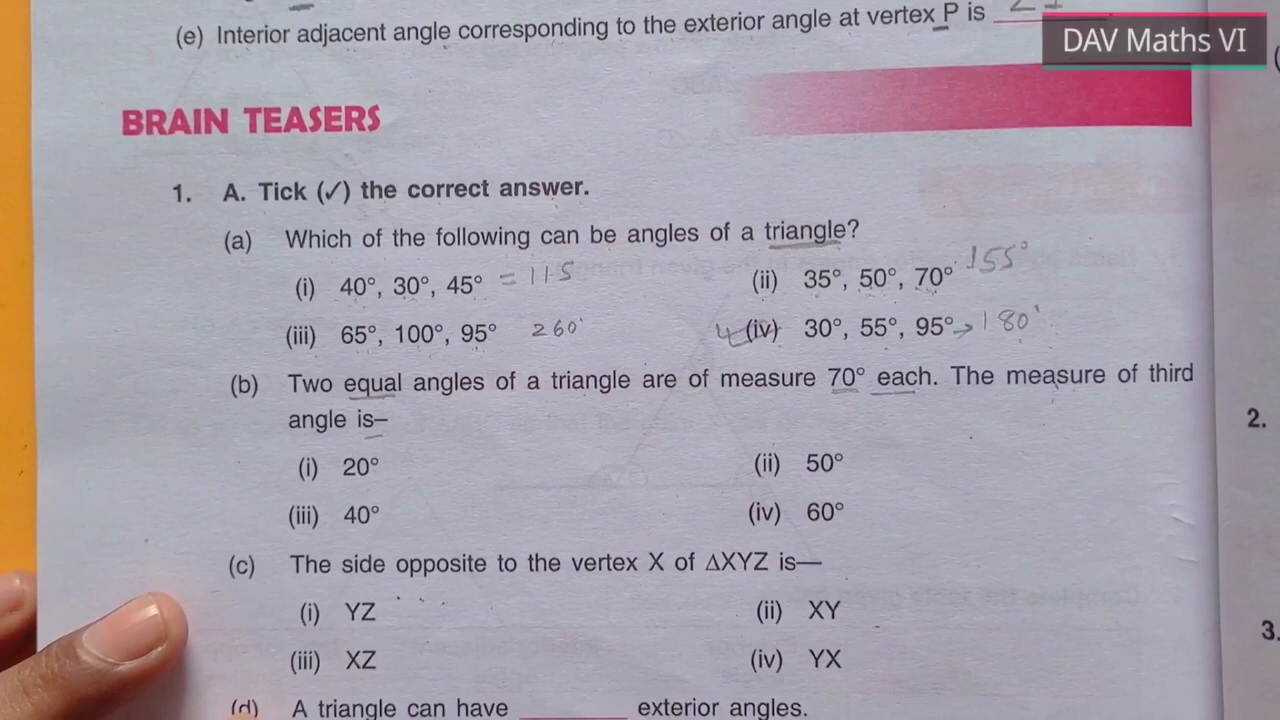 (e) Interior adjacent angle corresponding to the exterior angle at vertex P is
DAV Maths VI
BRAIN TEASERS
1. A. Tick (✓) the correct answer.
(a) Which of the following can be angles of a triangle?
(i) 40°, 30°, 45° = 115 (ii) 35°, 50°, 70° 155°
(iii) 65°, 100°, 95° 260° (iv) 30°, 55°, 95° → 180°
(b) Two equal angles of a triangle are of measure 70° each. The measure of third
angle is–
(i) 20° (ii) 50°
(iii) 40° (iv) 60°
(c) The side opposite to the vertex X of ΔXYZ is—
(i) YZ (ii) XY
(iii) XZ (iv) YX
(d) A triangle can have ______ exterior angles.
2.
3.